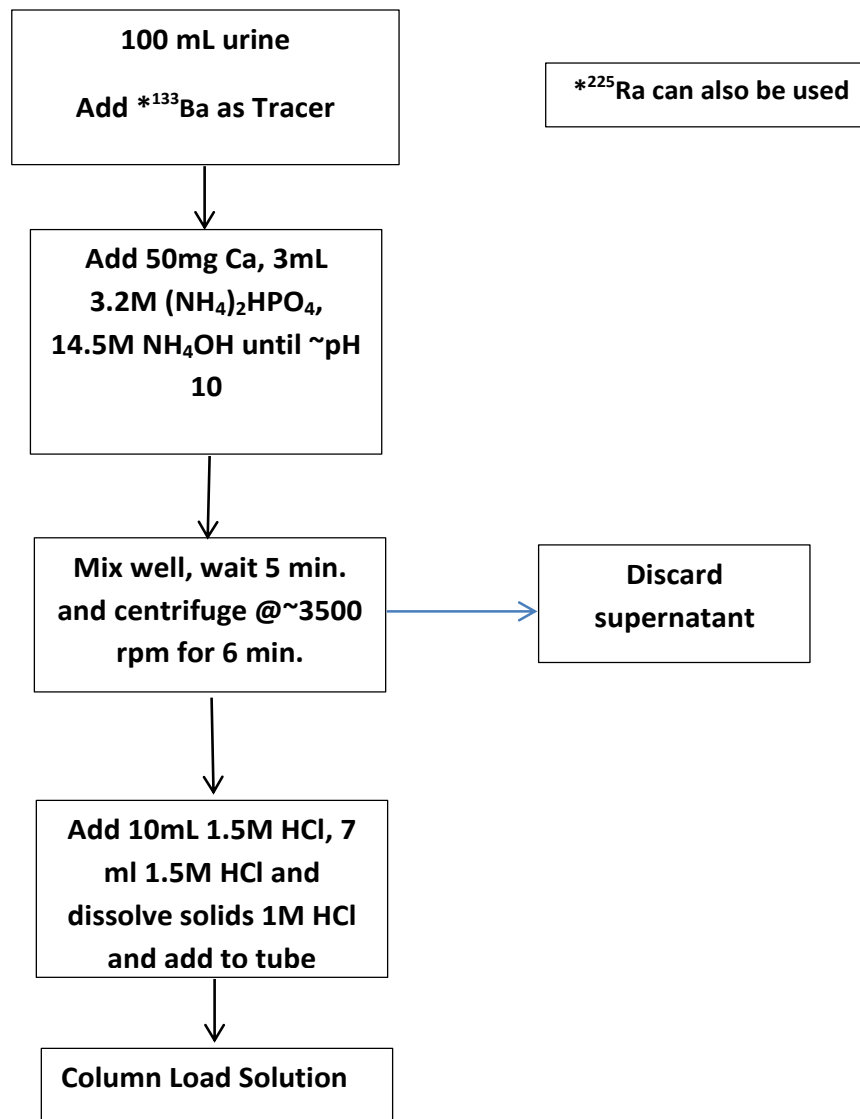 100 mL urine
Add *¹³³Ba as Tracer
*²²⁵Ra can also be used
Add 50mg Ca, 3mL
3.2M (NH₄)₂HPO₄,
14.5M NH₄OH until ~pH
10
Mix well, wait 5 min.
and centrifuge @~3500
rpm for 6 min.
Discard
supernatant
Add 10mL 1.5M HCl, 7
ml 1.5M HCl and
dissolve solids 1M HCl
and add to tube
Column Load Solution